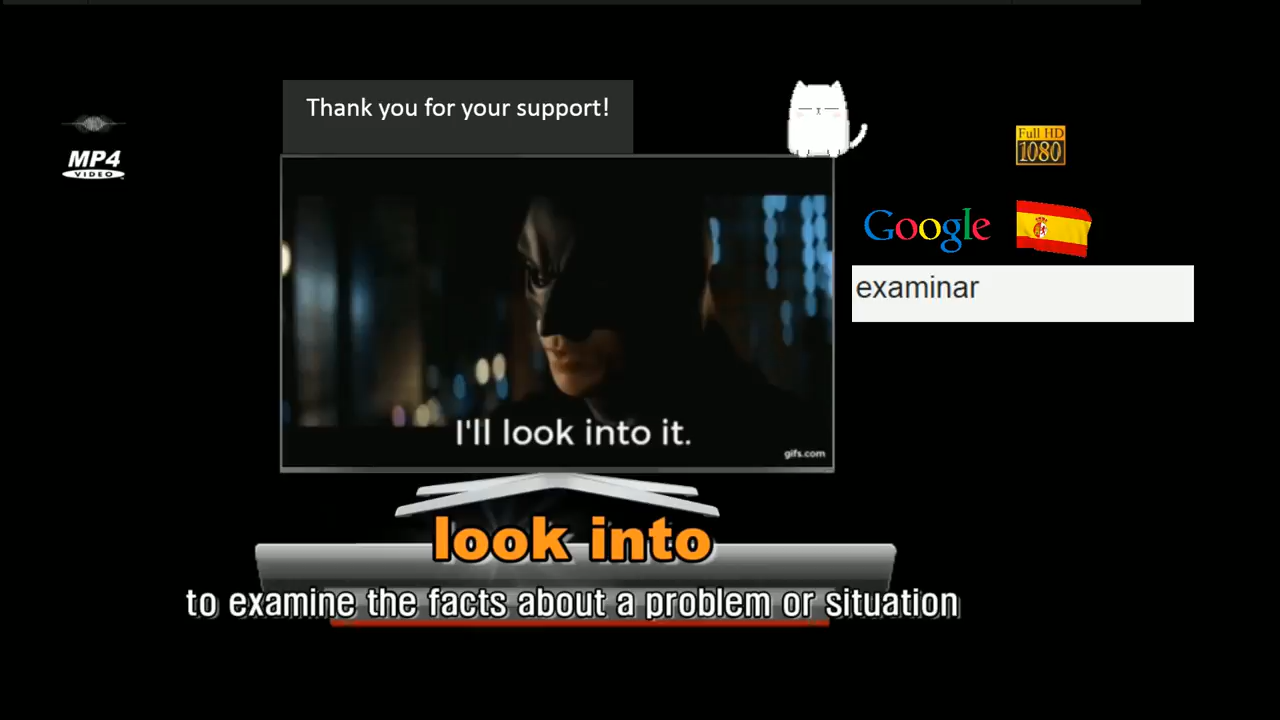 Thank you for your support!
MP4
VIDEO
Full HD
1080
Google
examinar
I'll look into it.
gifs.com
look into
to examine the facts about a problem or situation